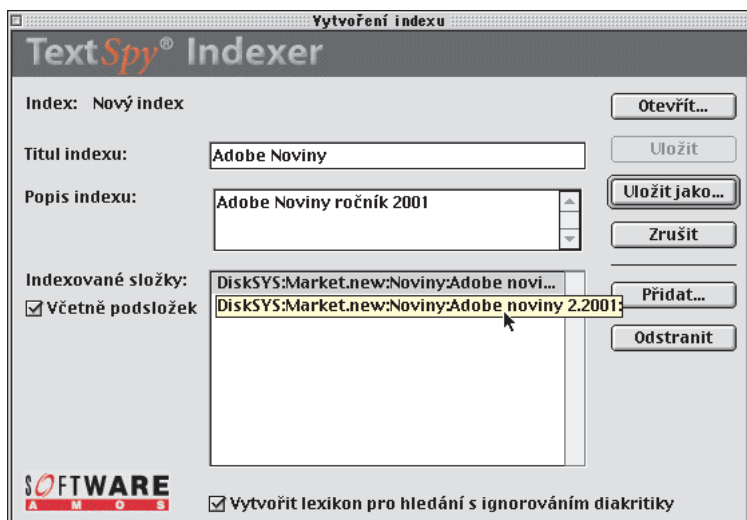 Vytvoření indexu
TextSpy® Indexer
Index: Nový index
Otevřít...
Titul indexu: Adobe Noviny
Uložit
Popis indexu: Adobe Noviny ročník 2001
Uložit jako...
Zrušit
Indexované složky: DiskSYS:Market.new:Noviny:Adobe novi...
Včetně podsložek
DiskSYS:Market.new:Noviny:Adobe noviny 2.2001:
Přidat...
Odstranit
SOFTWARE
AMOS
Vytvořit lexikon pro hledání s ignorováním diakritiky